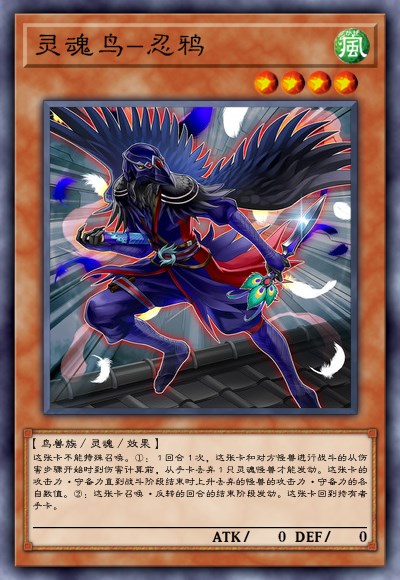 灵魂鸟-忍鸦
風
【鸟兽族/灵魂/效果】
这张卡不能特殊召唤。①:1回合1次,这张卡和对方怪兽进行战斗的从伤
害步骤开始时到伤害计算前,从手卡丢弃1只灵魂怪兽才能发动。这张卡的
攻击力·守备力直到战斗阶段结束时上升丢弃的怪兽的攻击力·守备力的各
自数值。②:这张卡召唤·反转的回合的结束阶段发动。这张卡回到持有者
手卡。
ATK/ 0 DEF/ 0